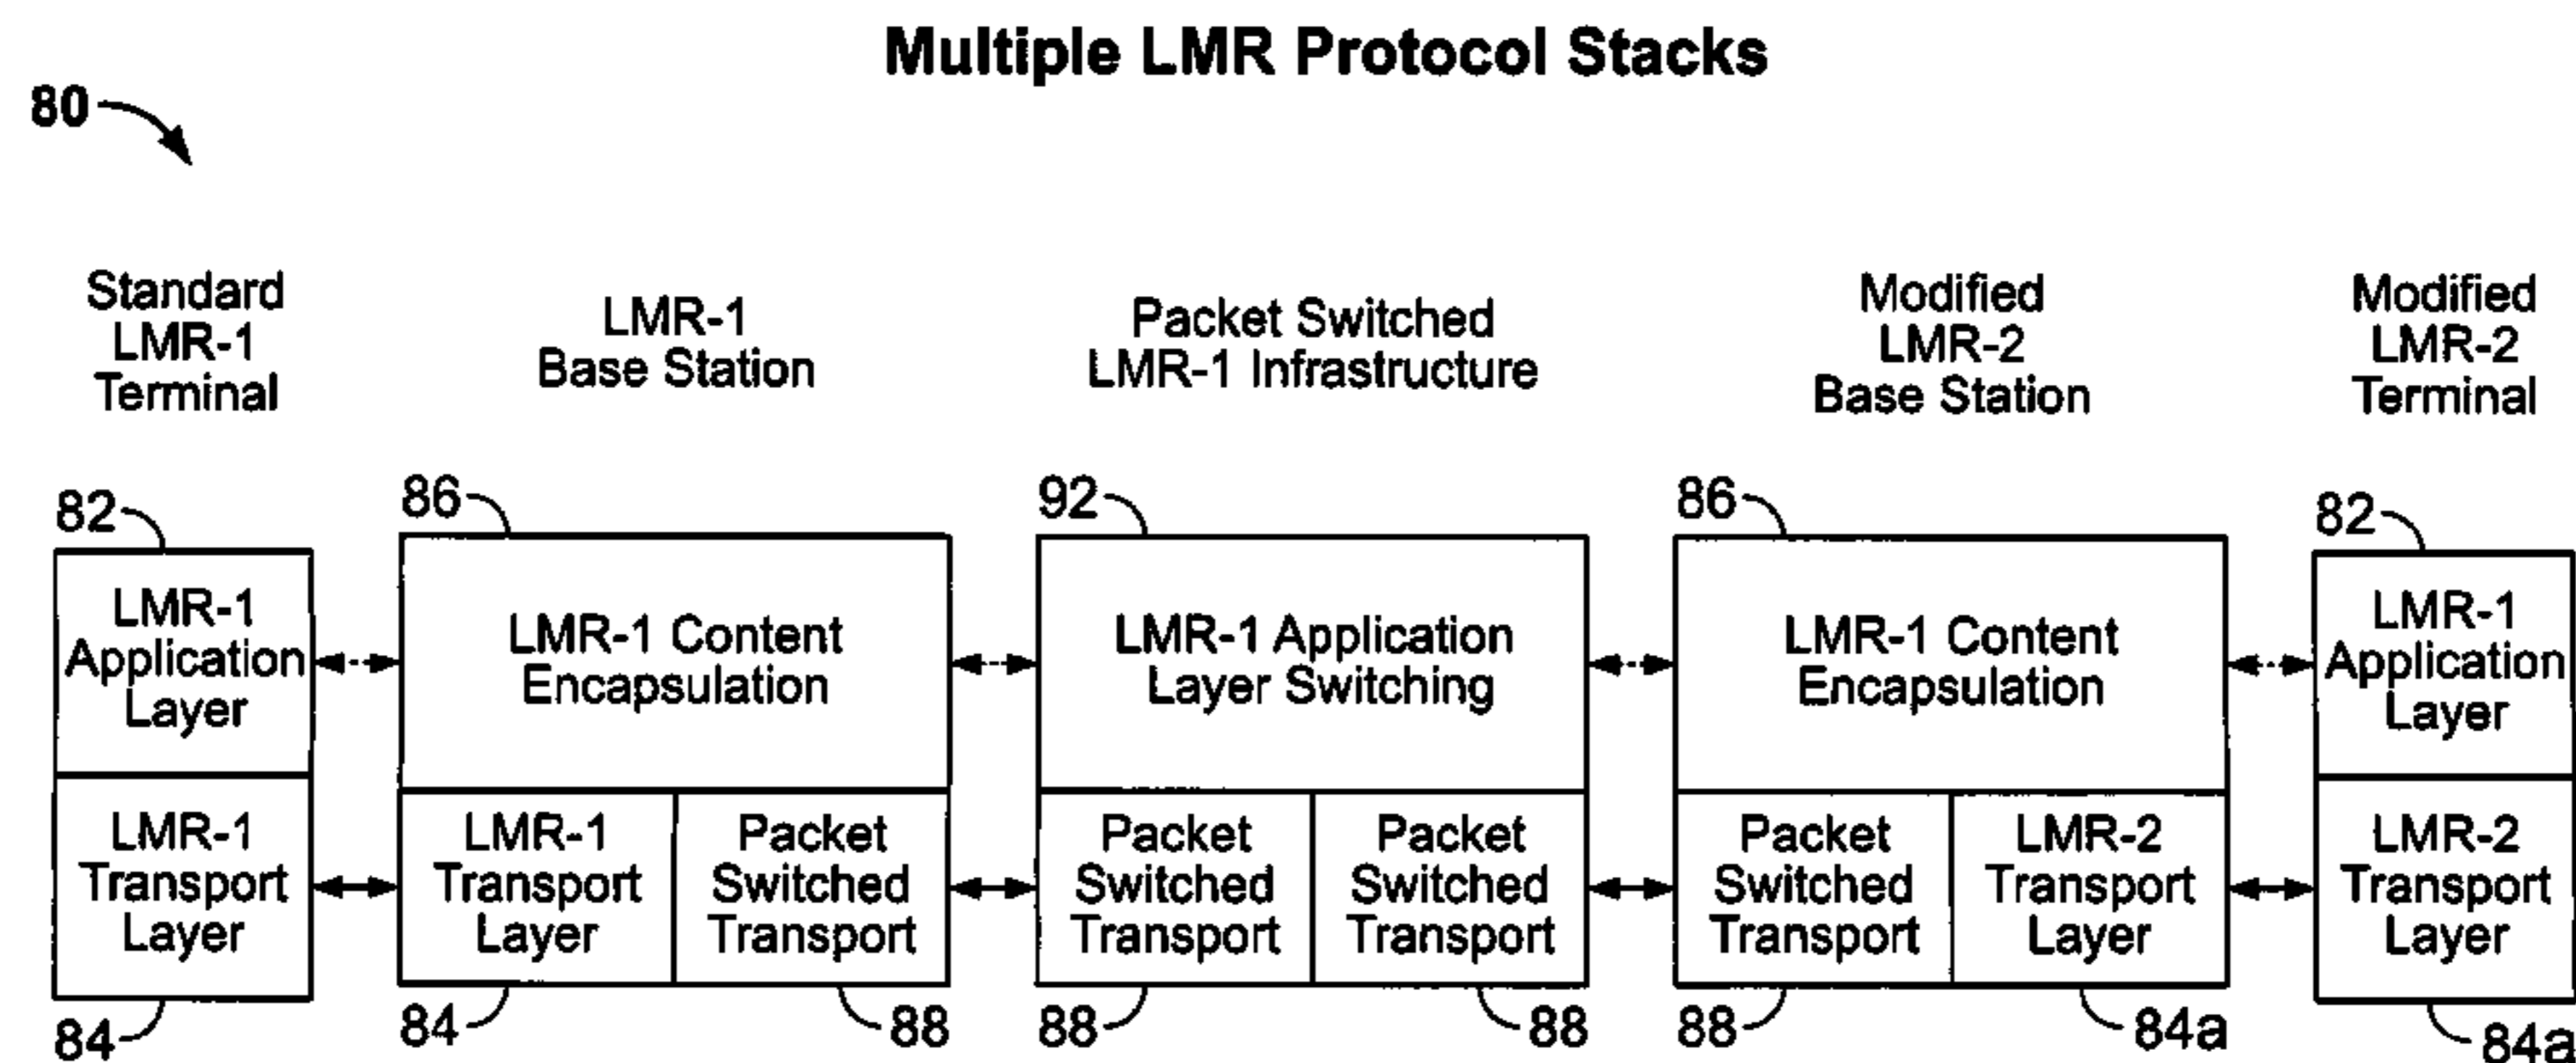 Multiple LMR Protocol Stacks
80
Standard
LMR-1
Terminal
LMR-1
Base Station
Packet Switched
LMR-1 Infrastructure
Modified
LMR-2
Base Station
Modified
LMR-2
Terminal
82
86
92
86
82
LMR-1
Application
Layer
LMR-1 Content
Encapsulation
LMR-1 Application
Layer Switching
LMR-1 Content
Encapsulation
LMR-1
Application
Layer
LMR-1
Transport
Layer
LMR-1
Transport
Layer
Packet
Switched
Transport
Packet
Switched
Transport
Packet
Switched
Transport
Packet
Switched
Transport
LMR-2
Transport
Layer
LMR-2
Transport
Layer
84
84
88
88
88
88
84a
84a